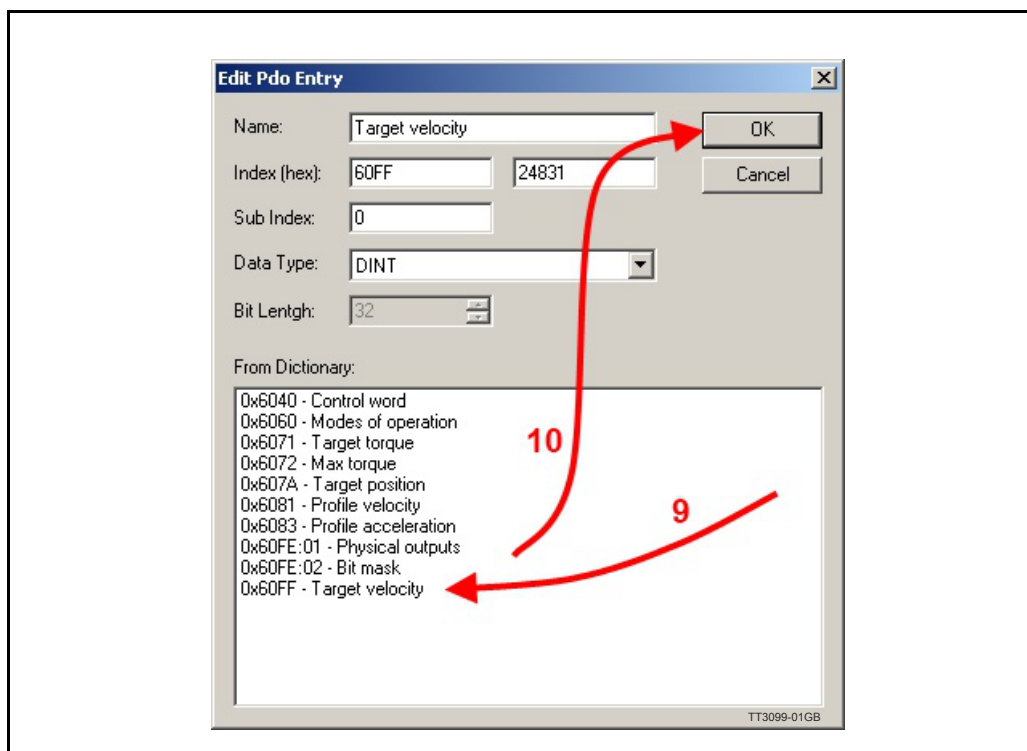 Edit Pdo Entry
Name: Target velocity OK
Index (hex): 60FF 24831 Cancel
Sub Index: 0
Data Type: DINT
Bit Lentgh: 32
From Dictionary:
0x6040 - Control word
0x6060 - Modes of operation
0x6071 - Target torque
0x6072 - Max torque
0x607A - Target position
0x6081 - Profile velocity
0x6083 - Profile acceleration
0x60FE:01 - Physical outputs
0x60FE:02 - Bit mask
0x60FF - Target velocity
10
9
TT3099-01GB